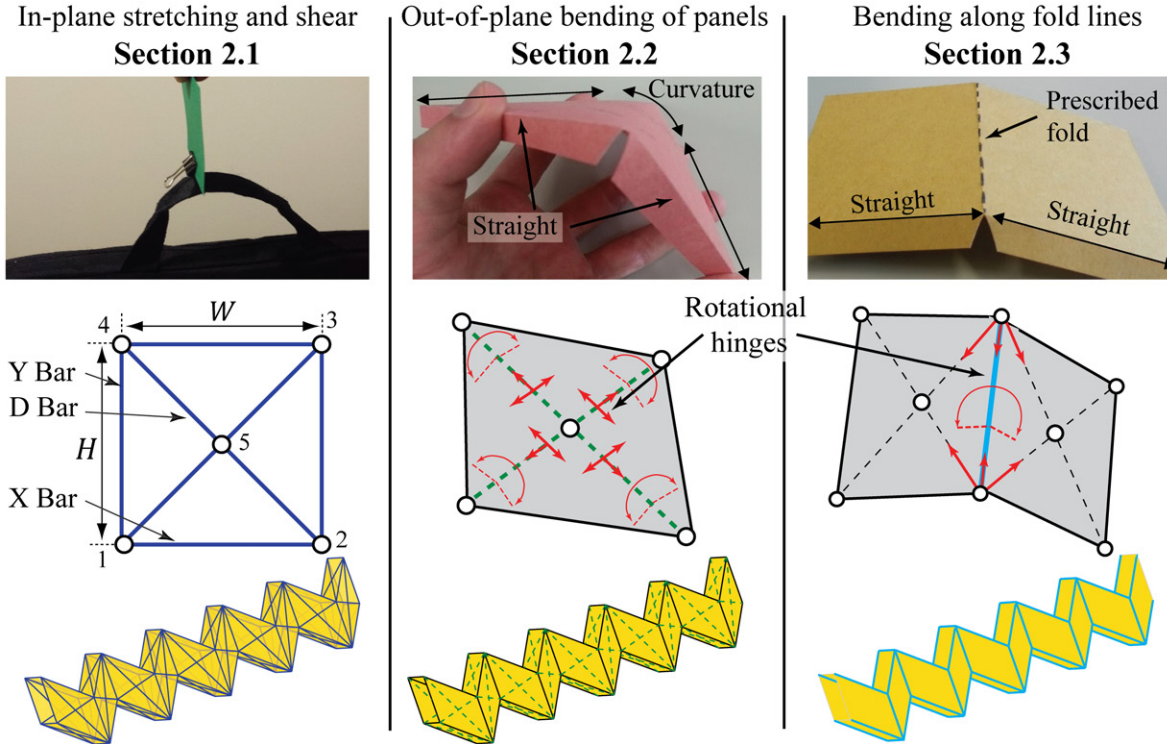 In-plane stretching and shear
Section 2.1
Out-of-plane bending of panels
Section 2.2
Bending along fold lines
Section 2.3
Curvature
Straight
Prescribed
fold
Straight
Straight
W
4
3
Y Bar
D Bar
H
5
X Bar
1
2
Rotational
hinges